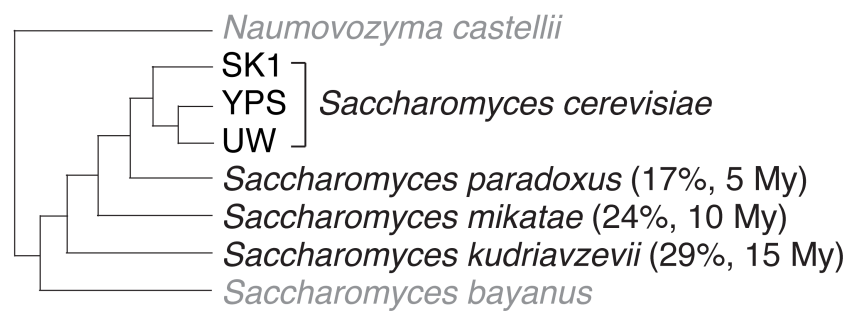 Naumovozyma castellii
SK1
YPS
UW
Saccharomyces cerevisiae
Saccharomyces paradoxus (17%, 5 My)
Saccharomyces mikatae (24%, 10 My)
Saccharomyces kudriavzevii (29%, 15 My)
Saccharomyces bayanus